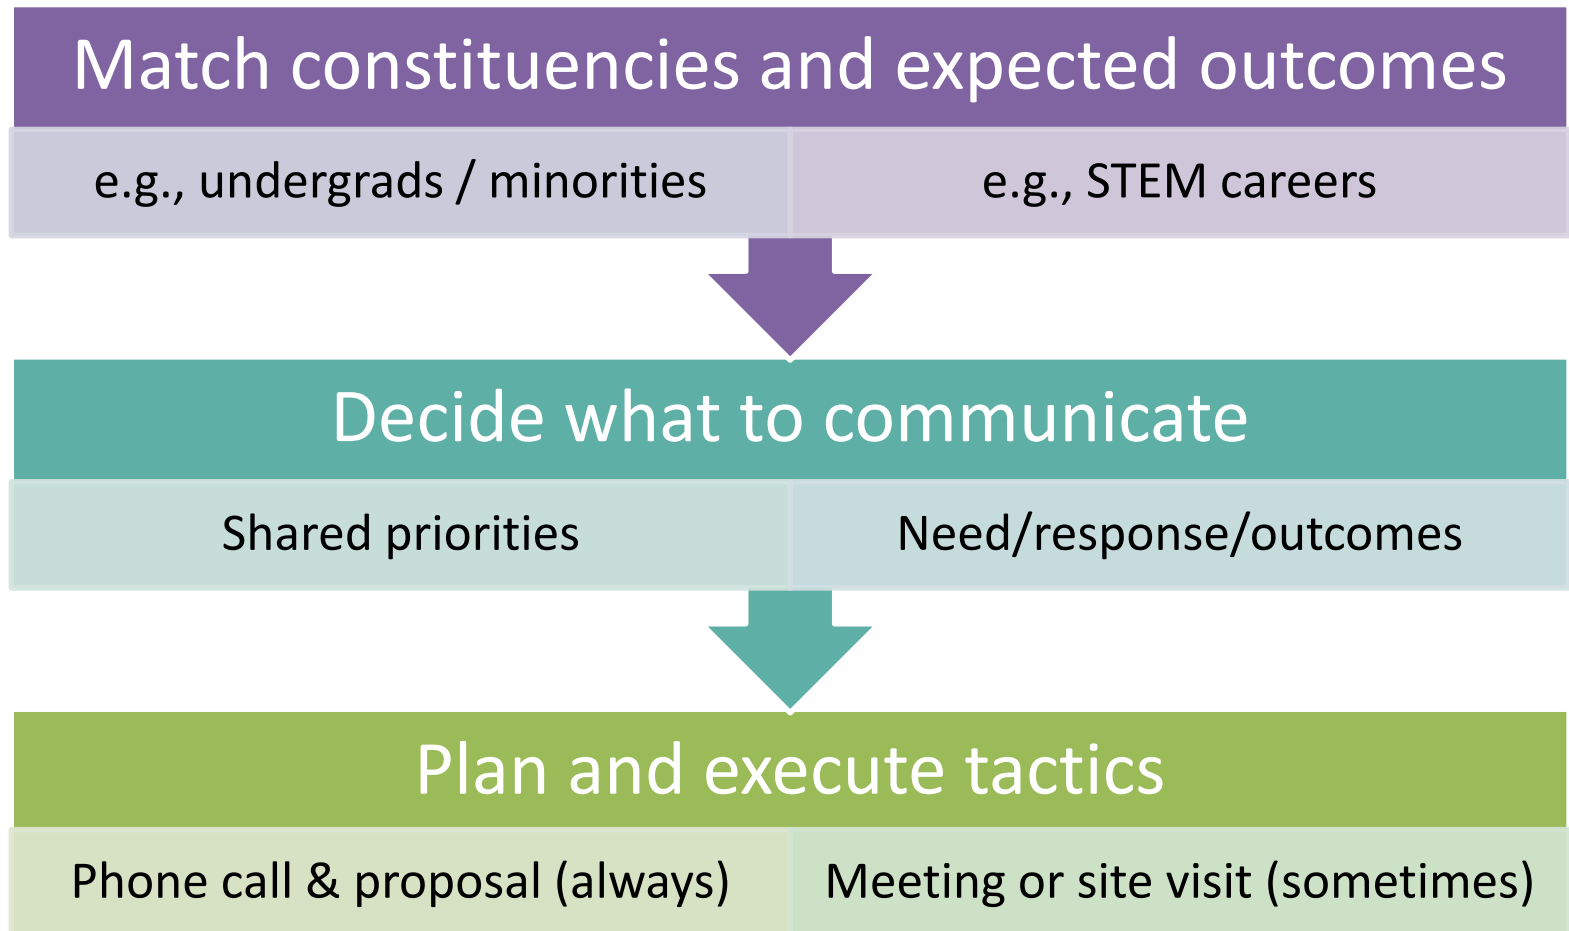 Match constituencies and expected outcomes
e.g., undergrads / minorities
e.g., STEM careers
Decide what to communicate
Shared priorities
Need/response/outcomes
Plan and execute tactics
Phone call & proposal (always)
Meeting or site visit (sometimes)